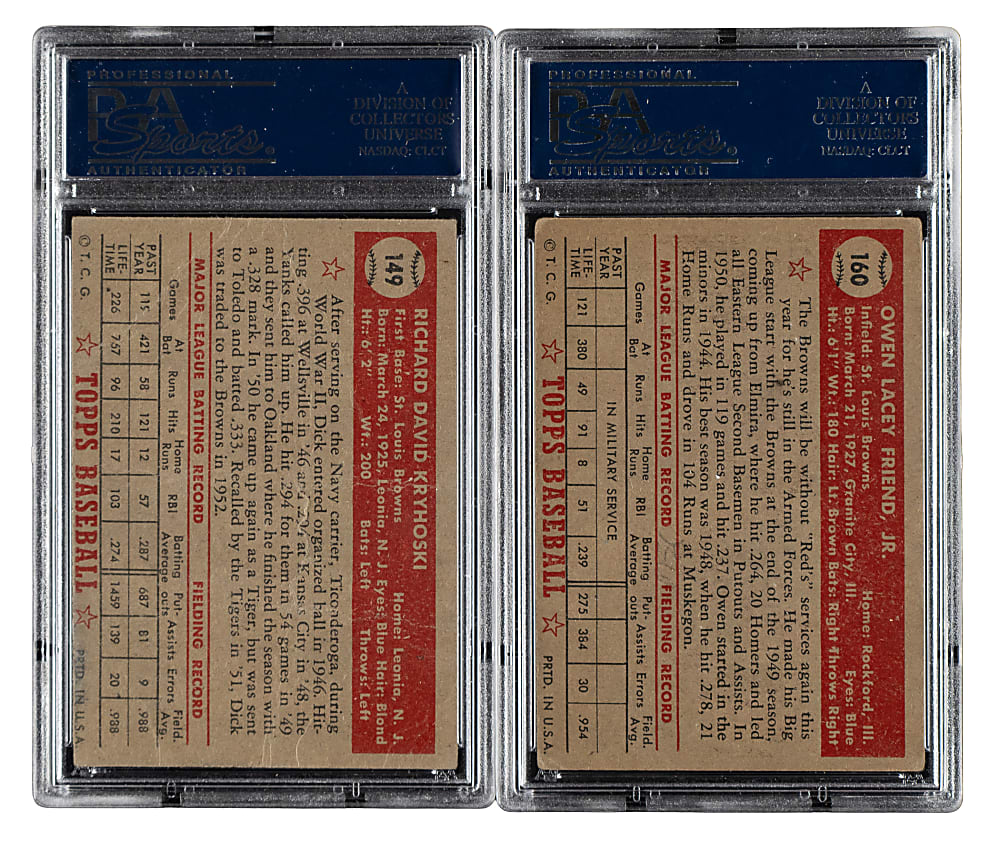 PROFESSIONAL
PSA
Sports.
AUTHENTICATOR
A
DIVISION OF
COLLECTORS
UNIVERSE
NASDAQ: CLCT
149
RICHARD DAVID KRYHOSKI
First Base: St. Louis Browns Home: Leonia, N. J.
Born: March 24, 1925, Leonia, N. J. Eyes: Blue Hair: Blond
Ht.: 6'2" Wt.: 200 Bats: Left Throws: Left
After serving on the Navy carrier, Ticonderoga, during
World War II, Dick entered organized ball in 1946. Hit-
ting .396 at Wellsville in '46 and .294 at Kansas City in '48, the
Yanks called him up. He hit .294 for them in 54 games in '49
and they sent him to Oakland where he finished the season with
a .328 mark. In '50 he came up again as a Tiger, but was sent
to Toledo and batted .333. Recalled by the Tigers in '51, Dick
was traded to the Browns in 1952.
MAJOR LEAGUE BATTING RECORD FIELDING RECORD
Games At Bat Runs Hits Home Runs RBI Batting Average Put-outs Assists Errors Field. Avg.
PAST YEAR 115 421 58 121 12 57 .287 687 81 9 .988
LIFE-TIME 226 767 96 210 17 103 .274 1459 139 20 .988
© T. C. G. TOPPS BASEBALL PRTD. IN U.S.A.
PROFESSIONAL
PSA
Sports.
AUTHENTICATOR
A
DIVISION OF
COLLECTORS
UNIVERSE
NASDAQ: CLCT
160
OWEN LACEY FRIEND, JR.
Infield: St. Louis Browns Home: Rockford, Ill.
Born: March 21, 1927, Granite City, Ill. Eyes: Blue
Ht.: 6'1" Wt.: 180 Hair: Lt. Brown Bats: Right Throws Right
The Browns will be without "Red's" services again this
year for he's still in the Armed Forces. He made his Big
League start with the Browns at the end of the 1949 season,
coming up from Elmira, where he hit .264, 20 Homers and led
all Eastern League Second Basemen in Putouts and Assists. In
1950, he played in 119 games and hit .237. Owen started in the
minors in 1944. His best season was 1948, when he hit .278, 21
Home Runs and drove in 104 Runs at Muskegon.
MAJOR LEAGUE BATTING RECORD FIELDING RECORD
Games At Bat Runs Hits Home Runs RBI Batting Average Put-outs Assists Errors Field. Avg.
PAST YEAR IN MILITARY SERVICE
LIFE-TIME 121 380 49 91 8 51 .239 275 384 30 .954
© T. C. G. TOPPS BASEBALL PRTD. IN U.S.A.